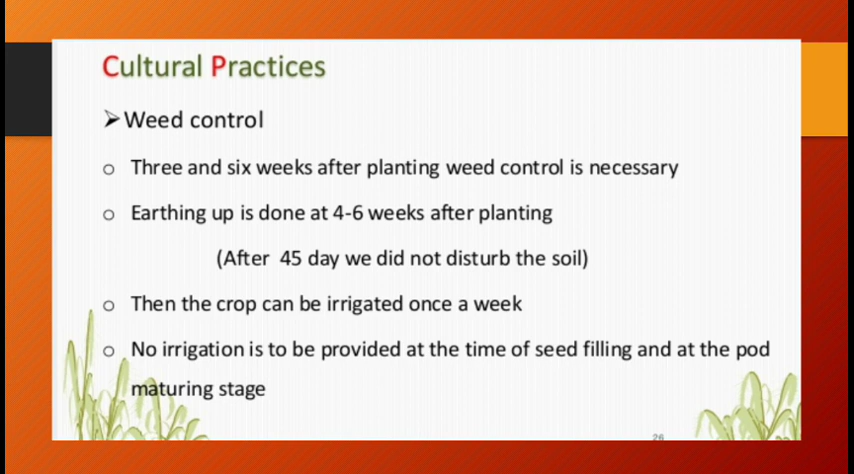 Cultural Practices
➢Weed control
o Three and six weeks after planting weed control is necessary
o Earthing up is done at 4-6 weeks after planting
(After 45 day we did not disturb the soil)
o Then the crop can be irrigated once a week
o No irrigation is to be provided at the time of seed filling and at the pod
maturing stage
26